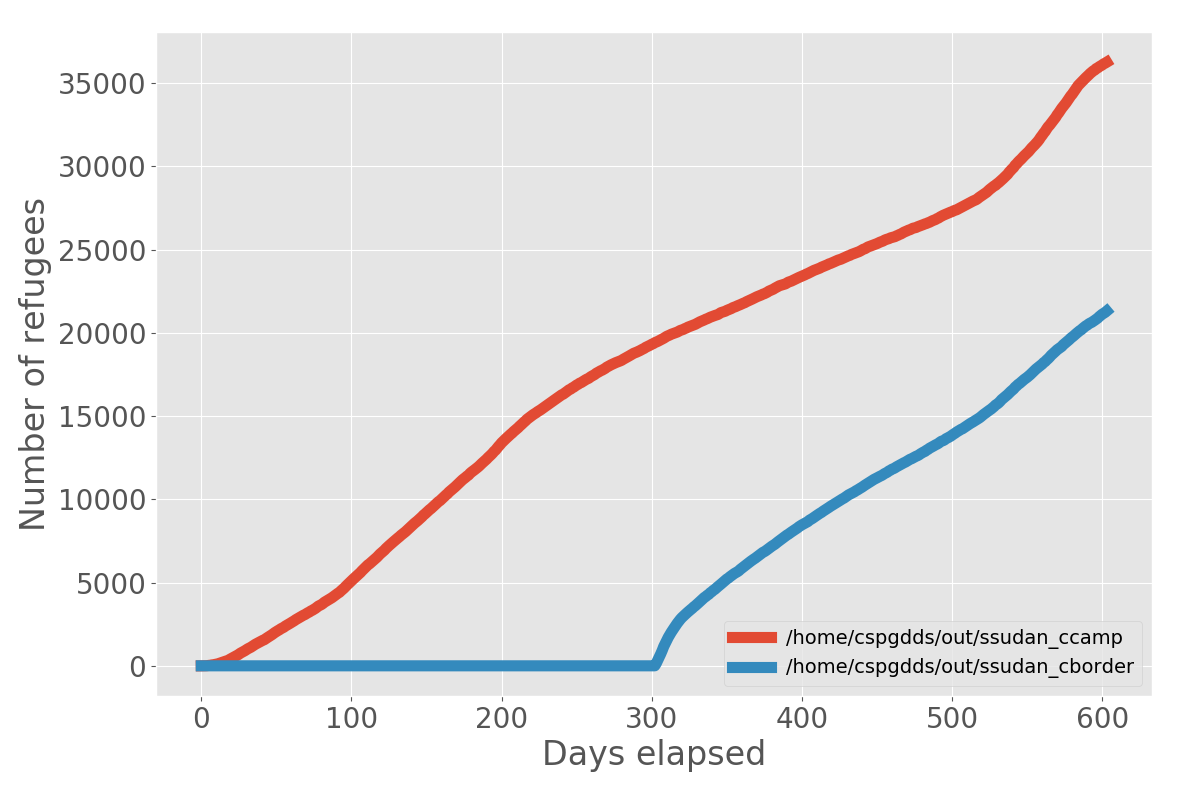 Number of refugees
35000
30000
25000
20000
15000
10000
5000
0
0 100 200 300 400 500 600
Days elapsed
/home/cspgdds/out/ssudan_ccamp
/home/cspgdds/out/ssudan_cborder